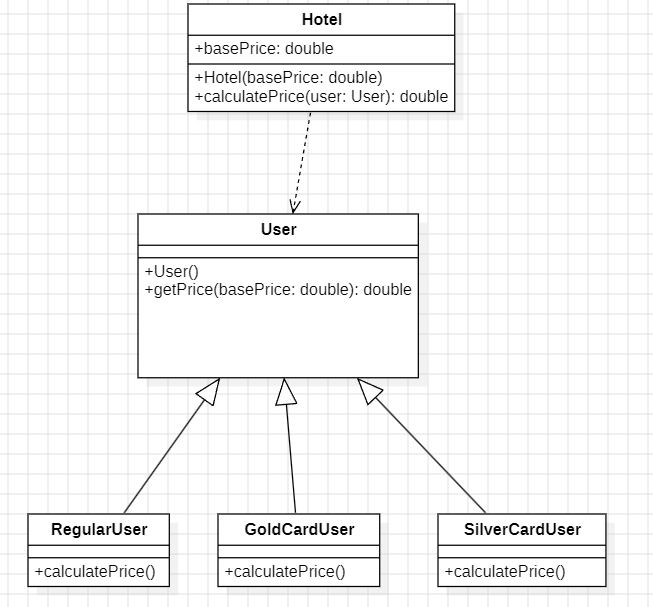 Hotel
+basePrice: double
+Hotel(basePrice: double)
+calculatePrice(user: User): double
User
+User()
+getPrice(basePrice: double): double
RegularUser
+calculatePrice()
GoldCardUser
+calculatePrice()
SilverCardUser
+calculatePrice()